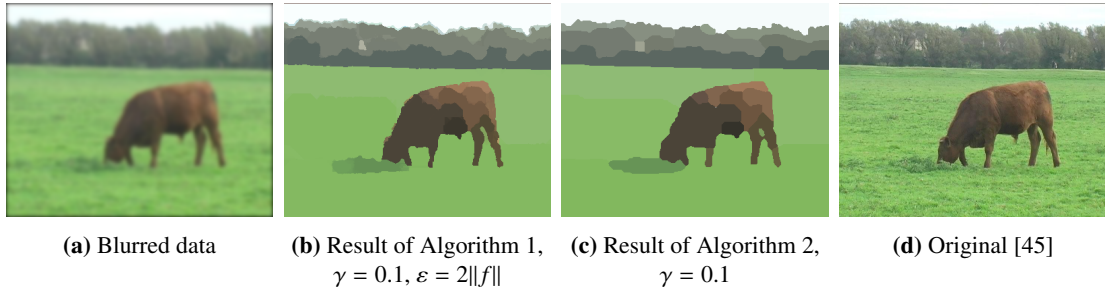 (a) Blurred data
(b) Result of Algorithm 1,
γ = 0.1, ε = 2||f||
(c) Result of Algorithm 2,
γ = 0.1
(d) Original [45]